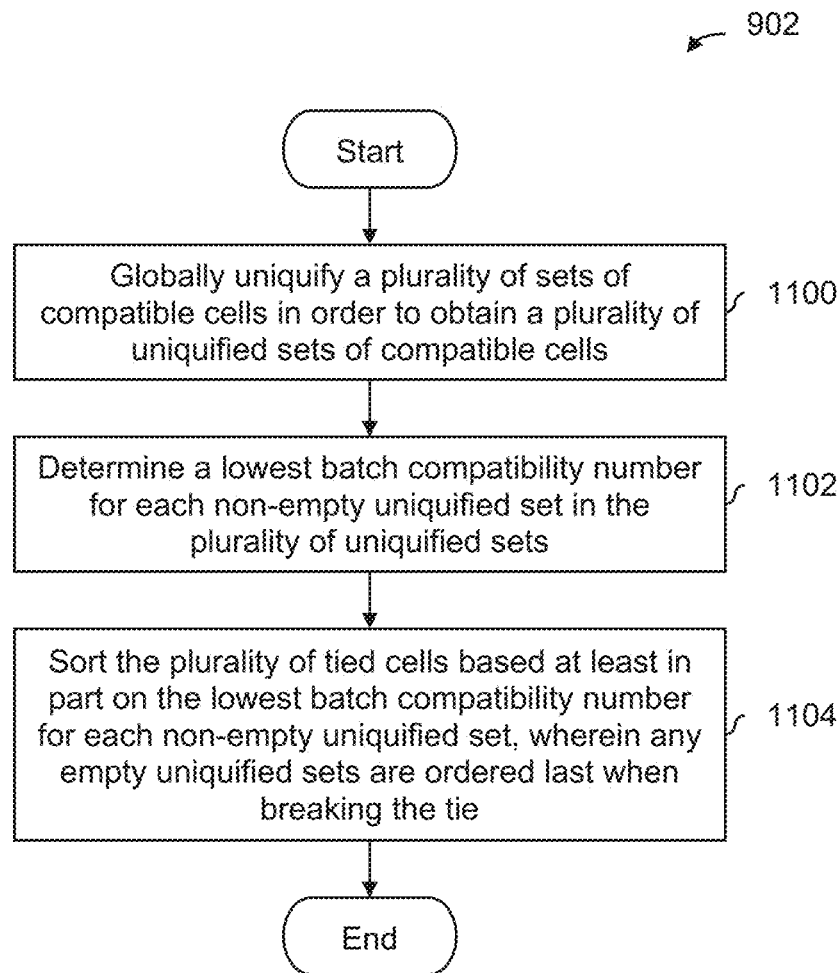 902
Start
Globally uniquify a plurality of sets of
compatible cells in order to obtain a plurality of
uniquified sets of compatible cells
1100
Determine a lowest batch compatibility number
for each non-empty uniquified set in the
plurality of uniquified sets
1102
Sort the plurality of tied cells based at least in
part on the lowest batch compatibility number
for each non-empty uniquified set, wherein any
empty uniquified sets are ordered last when
breaking the tie
1104
End